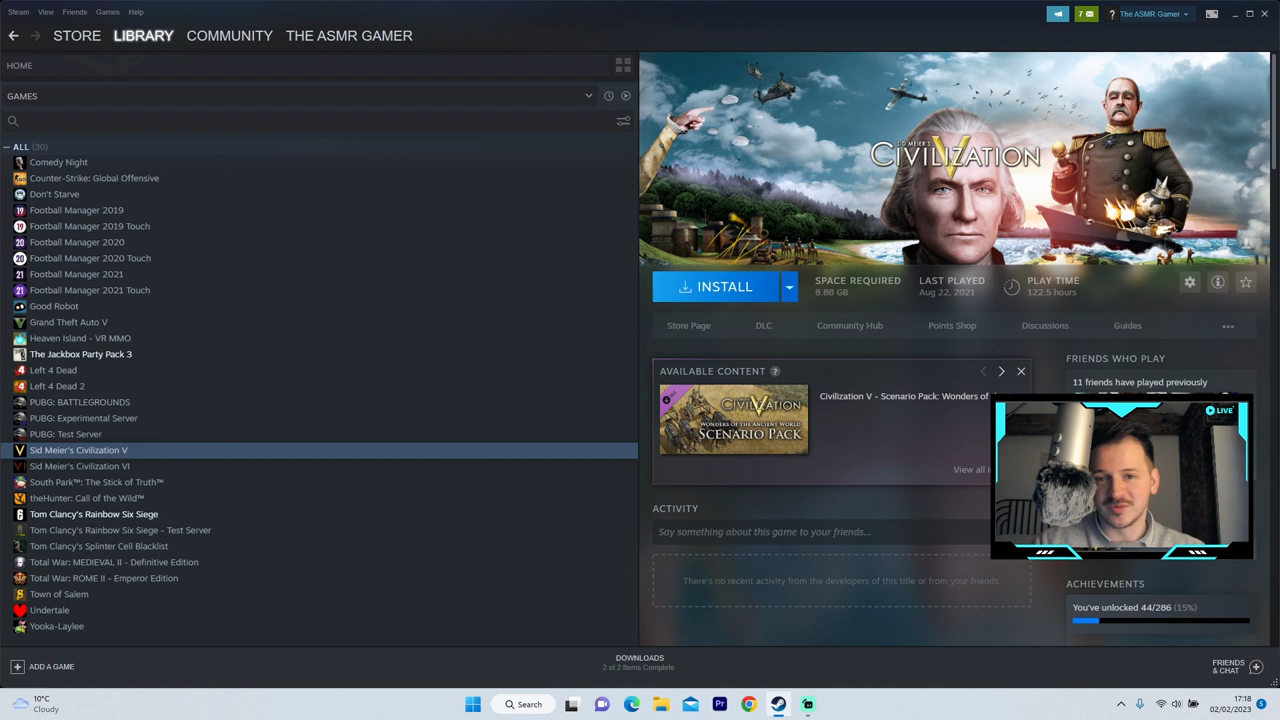 Steam View Friends Games Help
7
? The ASMR Gamer
STORE LIBRARY COMMUNITY THE ASMR GAMER
HOME
GAMES
ALL (30)
Comedy Night
Counter-Strike: Global Offensive
Don't Starve
Football Manager 2019
Football Manager 2019 Touch
Football Manager 2020
Football Manager 2020 Touch
Football Manager 2021
Football Manager 2021 Touch
Good Robot
Grand Theft Auto V
Heaven Island - VR MMO
The Jackbox Party Pack 3
Left 4 Dead
Left 4 Dead 2
PUBG: BATTLEGROUNDS
PUBG: Experimental Server
PUBG: Test Server
Sid Meier's Civilization V
Sid Meier's Civilization VI
South Park™: The Stick of Truth™
theHunter: Call of the Wild™
Tom Clancy's Rainbow Six Siege
Tom Clancy's Rainbow Six Siege - Test Server
Tom Clancy's Splinter Cell Blacklist
Total War: MEDIEVAL II - Definitive Edition
Total War: ROME II - Emperor Edition
Town of Salem
Undertale
Yooka-Laylee
SID MEIER'S
CIVILIZATION V
INSTALL
SPACE REQUIRED
8.88 GB
LAST PLAYED
Aug 22, 2021
PLAY TIME
122.5 hours
Store Page DLC Community Hub Points Shop Discussions Guides
AVAILABLE CONTENT ?
CIVILIZATION V
WONDERS OF THE ANCIENT WORLD
SCENARIO PACK
Civilization V - Scenario Pack: Wonders of
View all i
ACTIVITY
Say something about this game to your friends...
There's no recent activity from the developers of this title or from your friends.
FRIENDS WHO PLAY
11 friends have played previously
LIVE
ACHIEVEMENTS
You've unlocked 44/286 (15%)
ADD A GAME
DOWNLOADS
2 of 2 Items Complete
FRIENDS
& CHAT
10°C
Cloudy
Search
Pr
17:18
02/02/2023
5